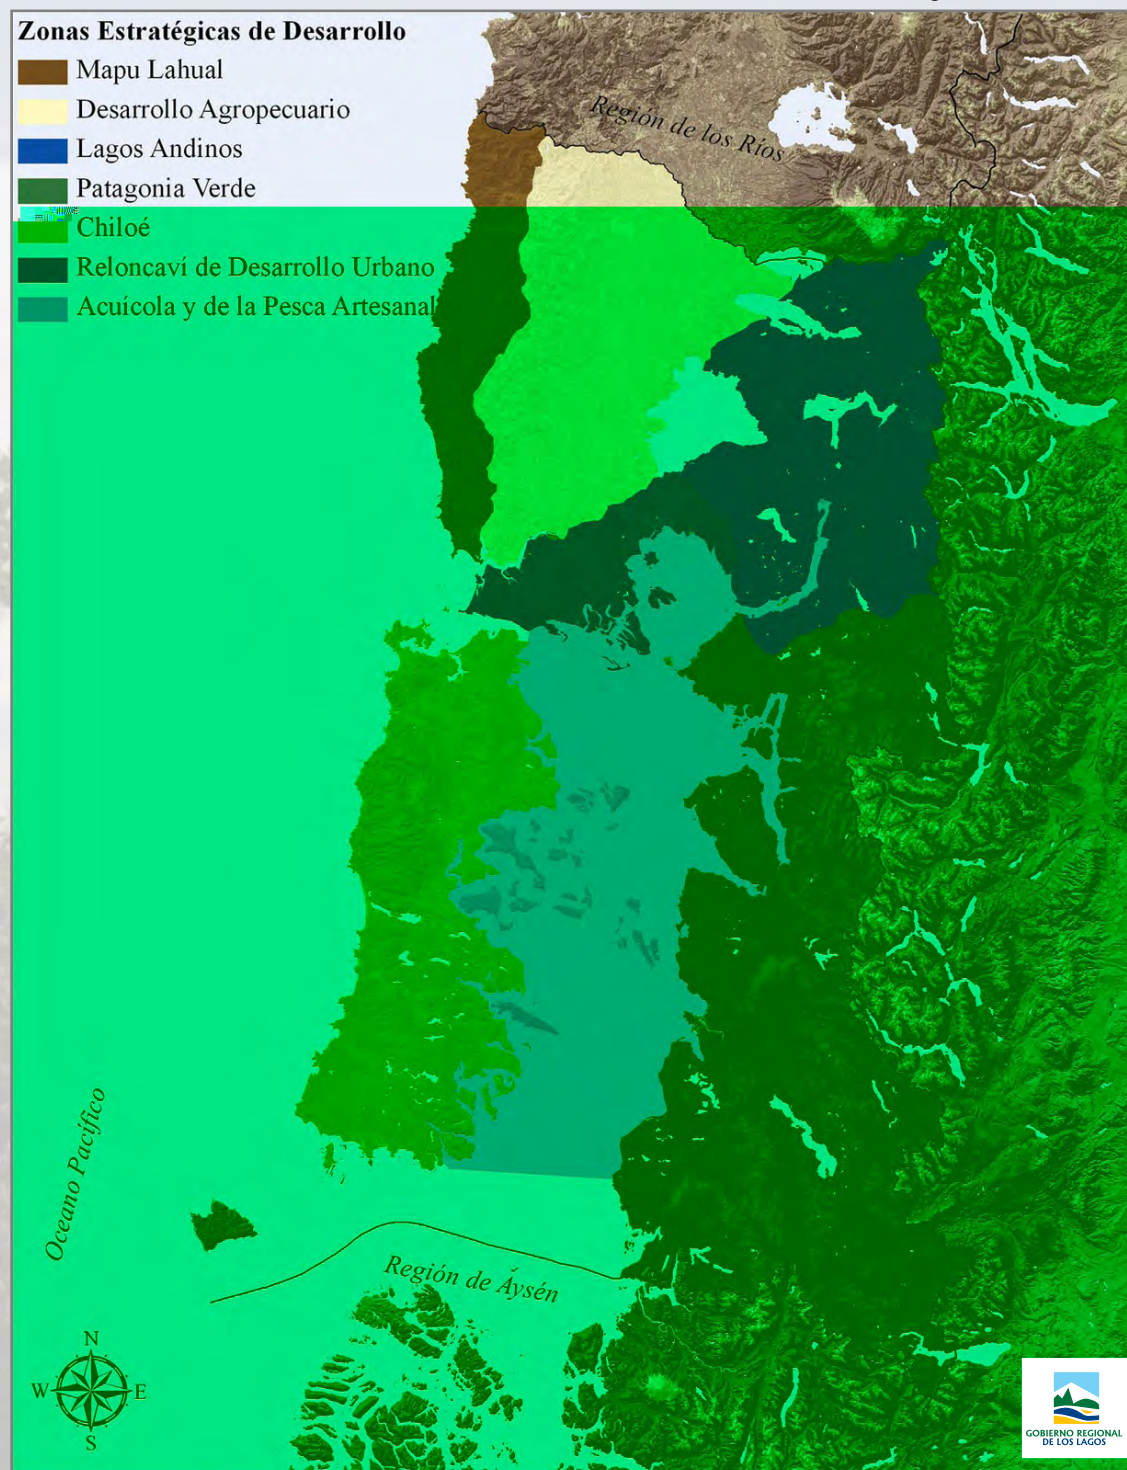 Zonas Estratégicas de Desarrollo
Mapu Lahual
Desarrollo Agropecuario
Lagos Andinos
Patagonia Verde
Chiloé
Reloncaví de Desarrollo Urbano
Acuícola y de la Pesca Artesanal
Región de los Ríos
Oceano Pacífico
Región de Aysén
N
W E
S
GOBIERNO REGIONAL
DE LOS LAGOS